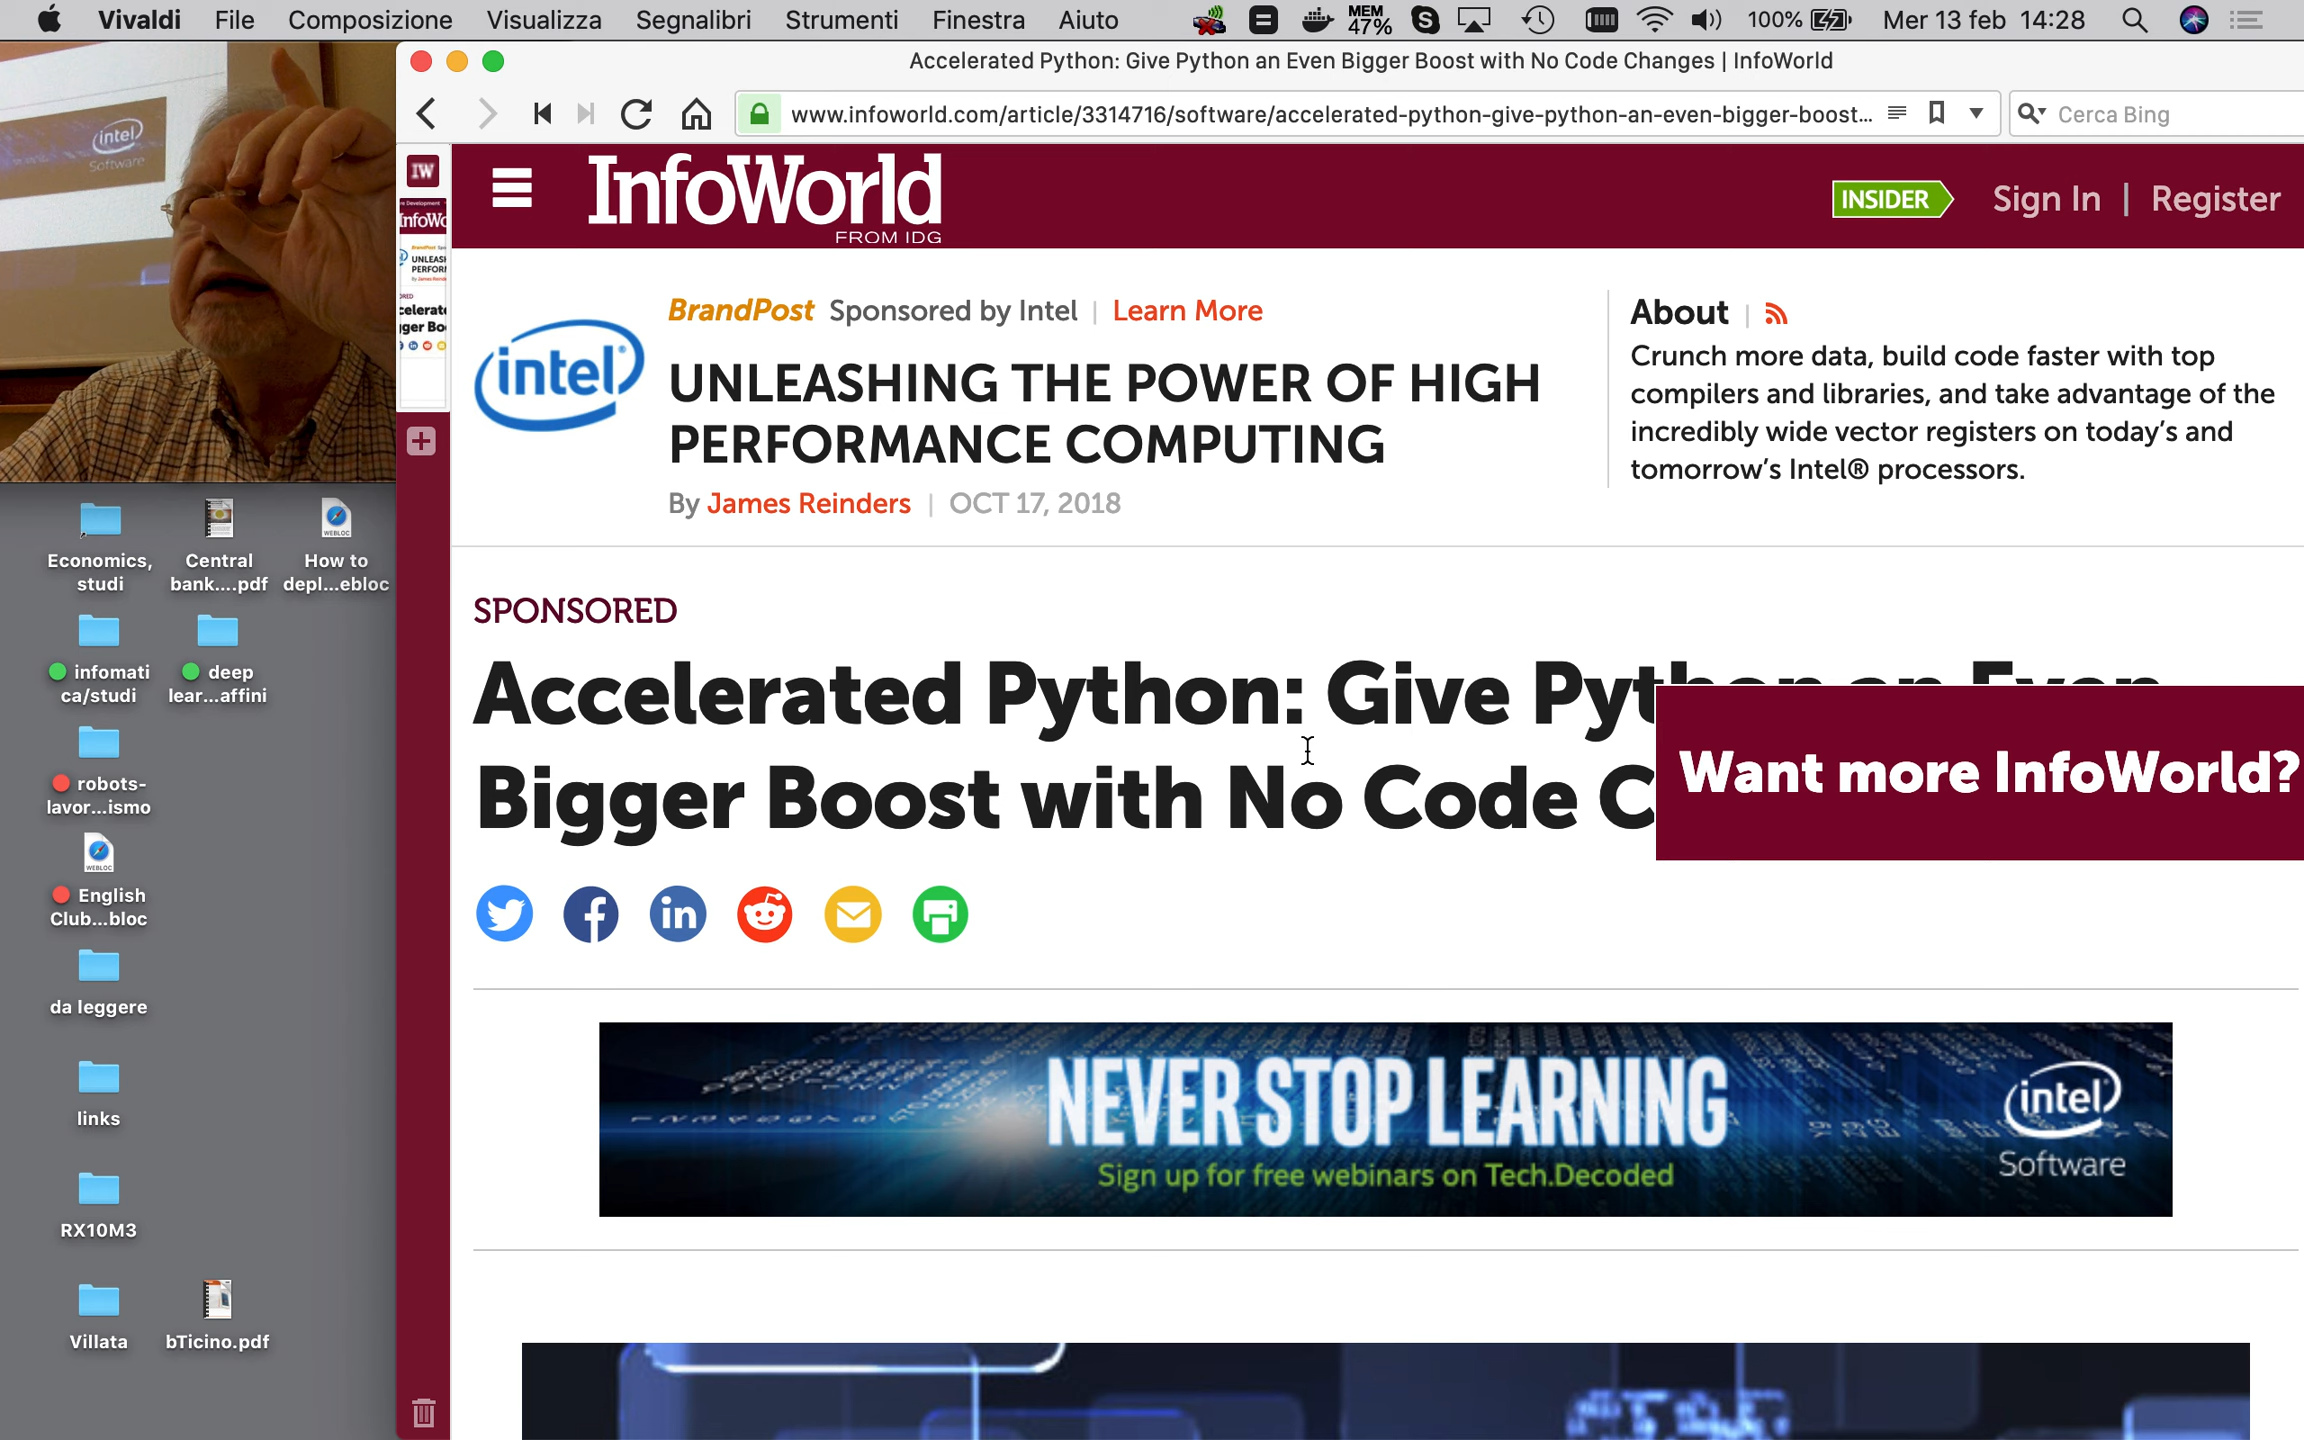 Vivaldi File Composizione Visualizza Segnalibri Strumenti Finestra Aiuto MEM 47% 100% Mer 13 feb 14:28
Accelerated Python: Give Python an Even Bigger Boost with No Code Changes | InfoWorld
www.infoworld.com/article/3314716/software/accelerated-python-give-python-an-even-bigger-boost...
Cerca Bing
intel
Software
IW
InfoWorld
FROM IDG
INSIDER
Sign In | Register
intel
BrandPost Sponsored by Intel | Learn More
UNLEASHING THE POWER OF HIGH
PERFORMANCE COMPUTING
By James Reinders | OCT 17, 2018
About
Crunch more data, build code faster with top
compilers and libraries, and take advantage of the
incredibly wide vector registers on today's and
tomorrow's Intel® processors.
SPONSORED
Accelerated Python: Give Python an Even
Bigger Boost with No Code C
Want more InfoWorld?
NEVER STOP LEARNING
Sign up for free webinars on Tech.Decoded
intel
Software
Economics,
studi
Central
bank....pdf
WEBLOC
How to
depl...ebloc
infomati
ca/studi
deep
lear...affini
robots-
lavor...ismo
WEBLOC
English
Club...bloc
da leggere
links
RX10M3
Villata
bTicino.pdf